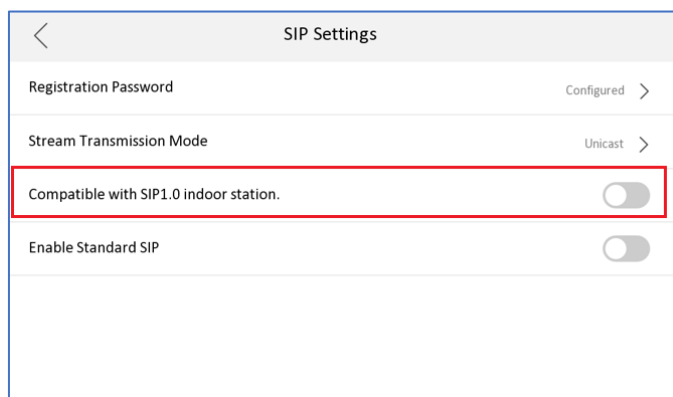 SIP Settings
Registration Password
Configured
Stream Transmission Mode
Unicast
Compatible with SIP1.0 indoor station.
Enable Standard SIP